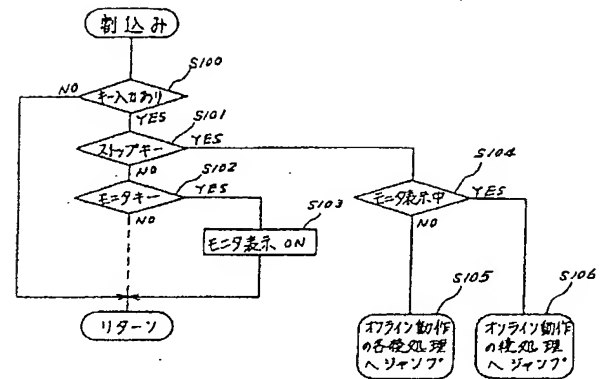 割込み
S100
NO
キー入力あり
S101
YES
YES
ストップキー
S102
NO
YES
S104
モニタキー
S103
モニタ表示中
YES
NO
NO
モニタ表示 ON
S105
S106
リターン
オフライン動作
の各種処理
へジャンプ
オンライン動作
の後処理
へジャンプ